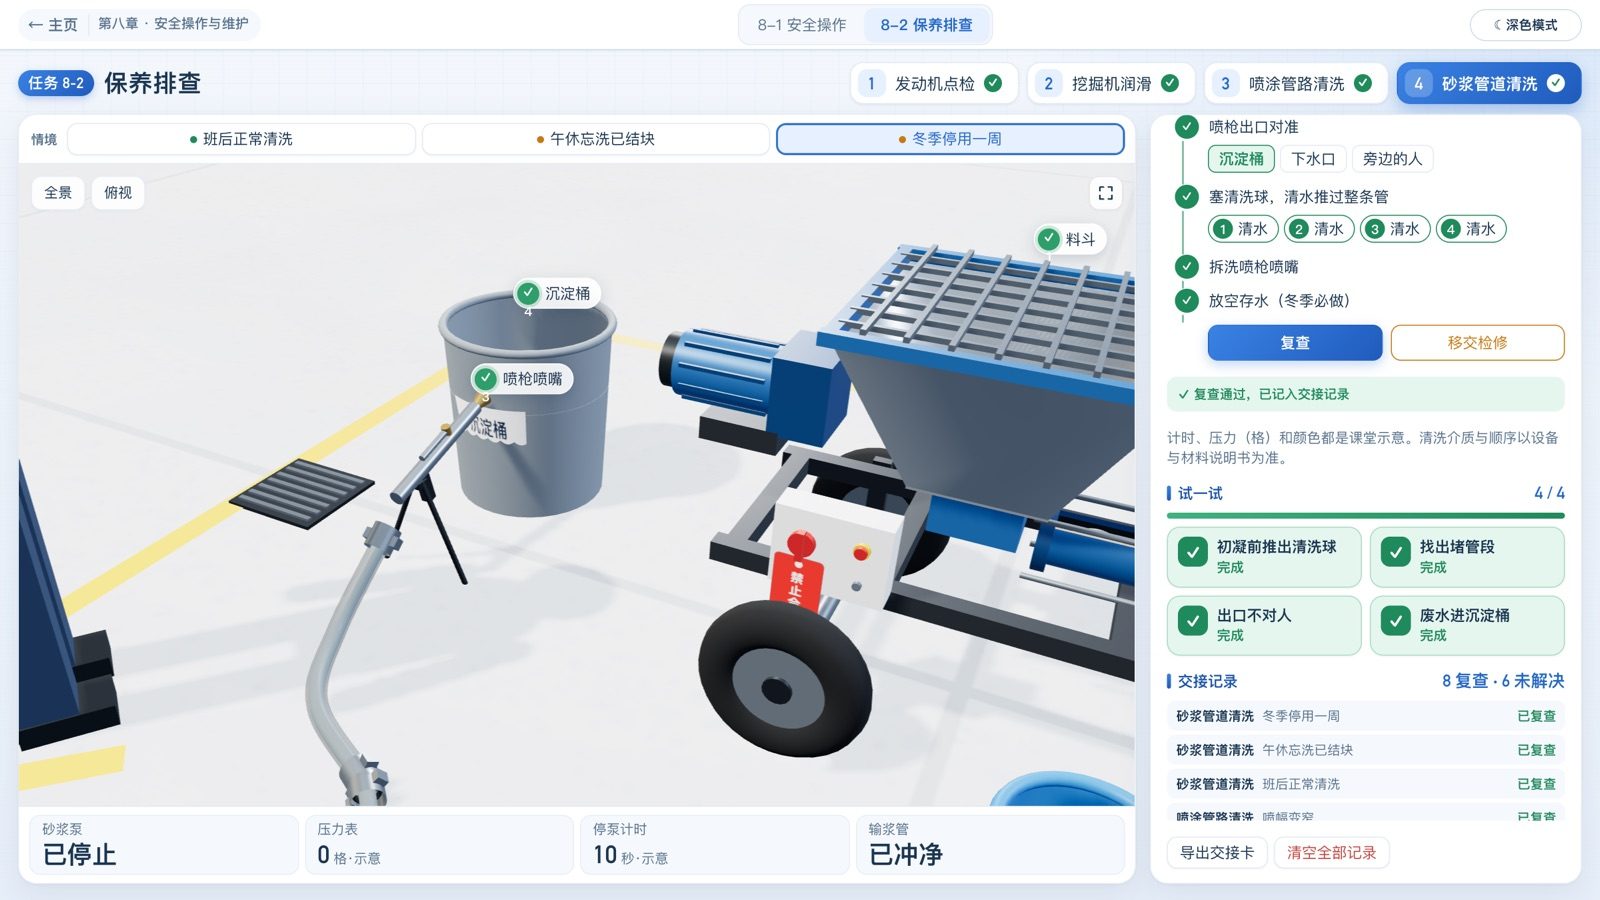 ← 主页 第八章 · 安全操作与维护
8-1 安全操作
8-2 保养排查
深色模式
任务 8-2 保养排查
1 发动机点检
2 挖掘机润滑
3 喷涂管路清洗
4 砂浆管道清洗
情境
班后正常清洗
午休忘洗已结块
冬季停用一周
全景
俯视
料斗
沉淀桶
4
喷枪喷嘴
3
沉淀桶
禁止
砂浆泵
已停止
压力表
0 格·示意
停泵计时
10 秒·示意
输浆管
已冲净
喷枪出口对准
沉淀桶 下水口 旁边的人
塞清洗球，清水推过整条管
1 清水 2 清水 3 清水 4 清水
拆洗喷枪喷嘴
放空存水（冬季必做）
复查 移交检修
✓ 复查通过，已记入交接记录
计时、压力（格）和颜色都是课堂示意。清洗介质与顺序以设备
与材料说明书为准。
试一试 4 / 4
初凝前推出清洗球
完成
找出堵管段
完成
出口不对人
完成
废水进沉淀桶
完成
交接记录 8 复查 · 6 未解决
砂浆管道清洗 冬季停用一周 已复查
砂浆管道清洗 午休忘洗已结块 已复查
砂浆管道清洗 班后正常清洗 已复查
喷涂管路清洗 喷幅变窄 已复查
导出交接卡 清空全部记录